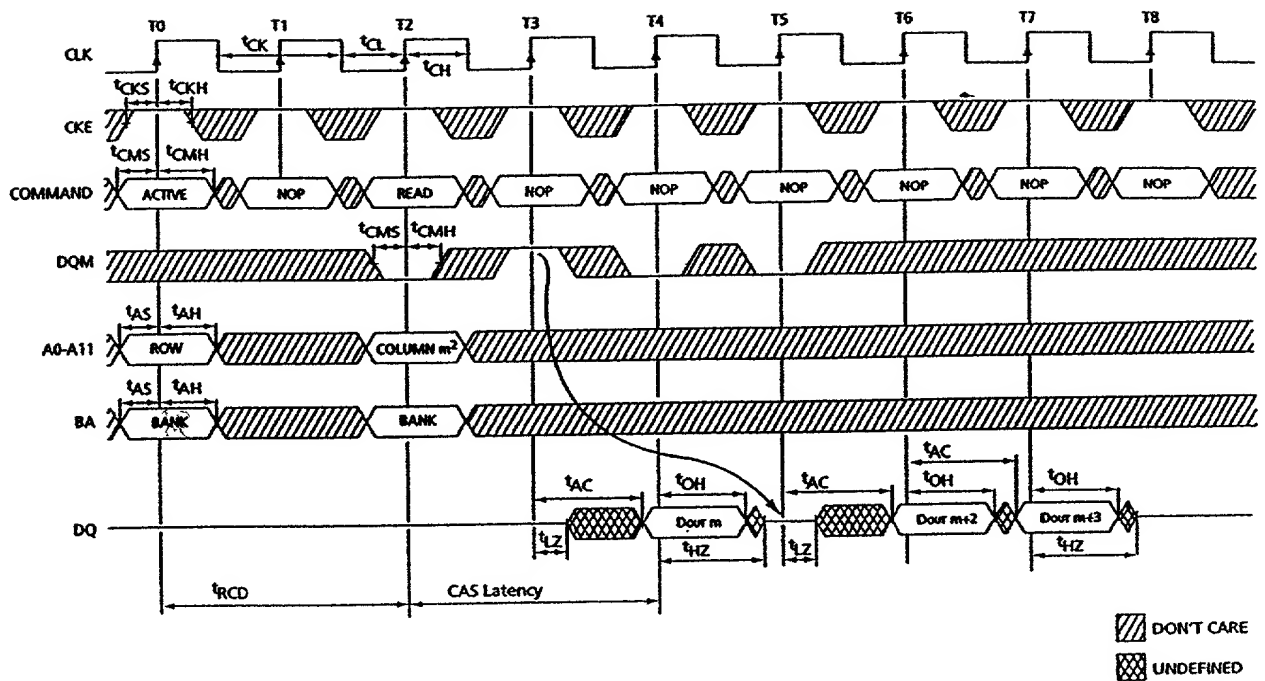 T0 T1 T2 T3 T4 T5 T6 T7 T8
CLK
tCK tCL
tCH
tCKS tCKH
CKE
tCMS tCMH
COMMAND ACTIVE NOP READ NOP NOP NOP NOP NOP NOP
tCMS tCMH
DQM
tAS tAH
A0-A11 ROW COLUMN m2
tAS tAH
BA BANK BANK
tAC
tAC tOH tAC tOH tOH
DQ DOUT m DOUT m+2 DOUT m+3
tLZ tHZ tLZ tHZ
tRCD CAS Latency
DON'T CARE
UNDEFINED